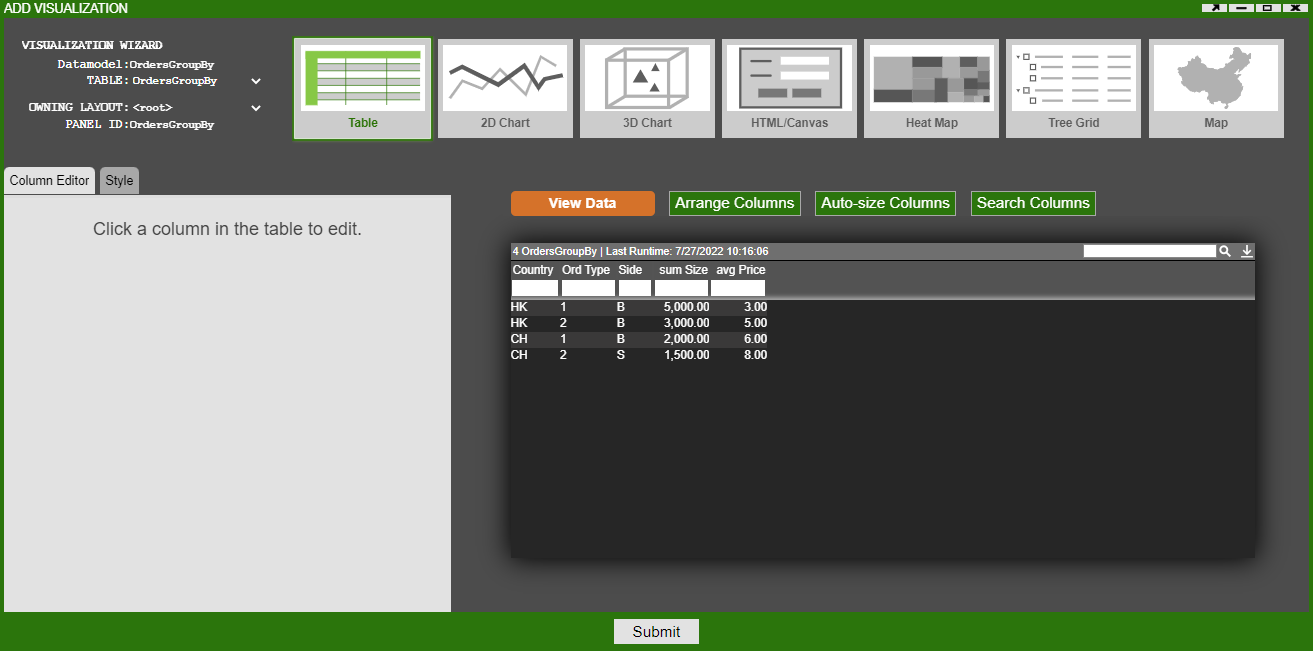 ADD VISUALIZATION
VISUALIZATION WIZARD
Datamodel:OrdersGroupBy
TABLE: OrdersGroupBy
OWNING LAYOUT: <root>
PANEL ID:OrdersGroupBy
Table
2D Chart
3D Chart
HTML/Canvas
Heat Map
Tree Grid
Map
Column Editor Style
Click a column in the table to edit.
View Data Arrange Columns Auto-size Columns Search Columns
4 OrdersGroupBy | Last Runtime: 7/27/2022 10:16:06
Country Ord Type Side sum Size avg Price
HK 1 B 5,000.00 3.00
HK 2 B 3,000.00 5.00
CH 1 B 2,000.00 6.00
CH 2 S 1,500.00 8.00
Submit